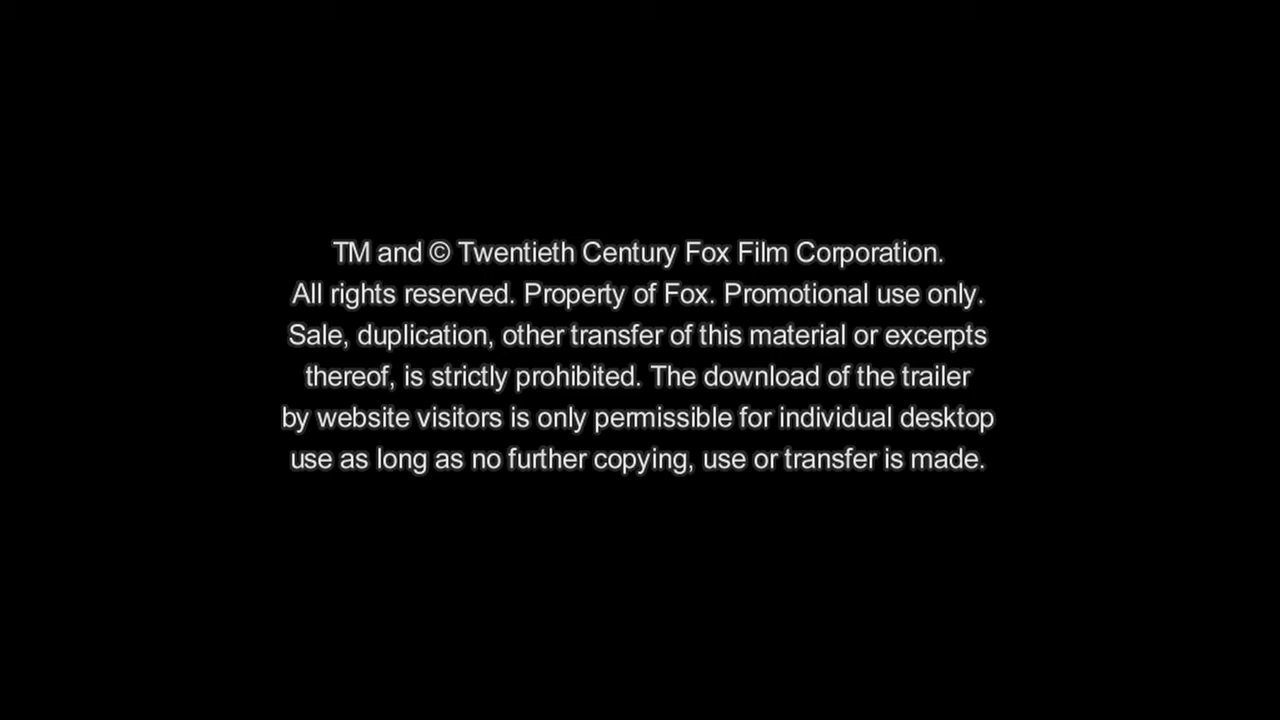 TM and © Twentieth Century Fox Film Corporation.
All rights reserved. Property of Fox. Promotional use only.
Sale, duplication, other transfer of this material or excerpts
thereof, is strictly prohibited. The download of the trailer
by website visitors is only permissible for individual desktop
use as long as no further copying, use or transfer is made.